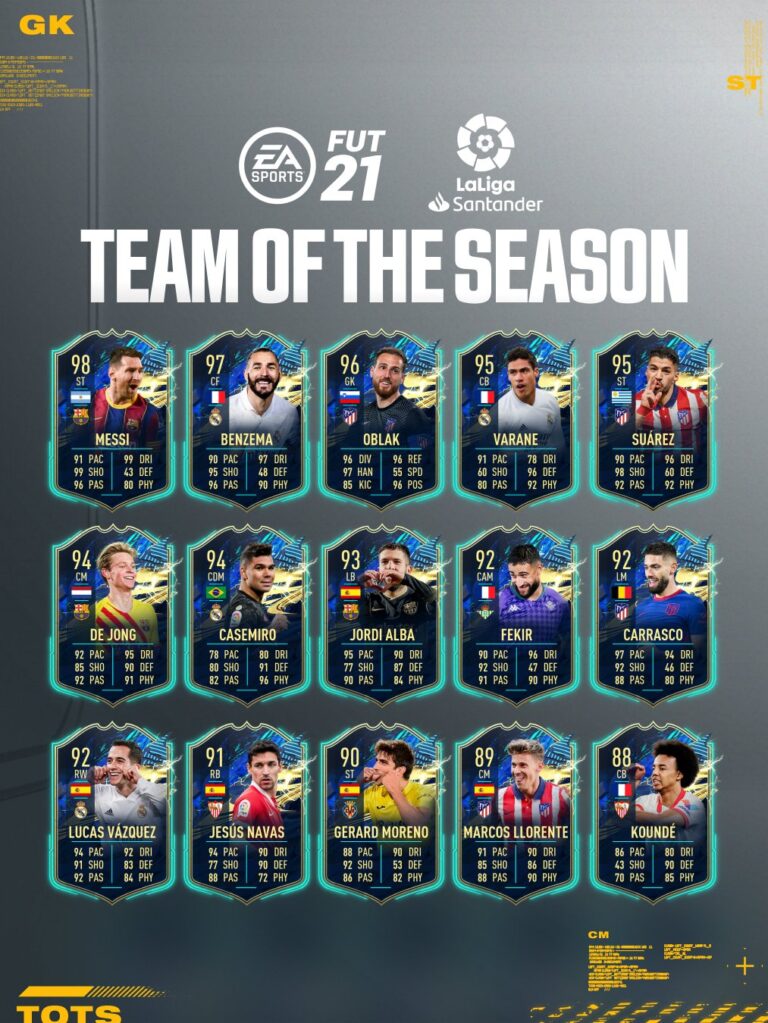 GK
ST
EA SPORTS
FUT 21
LaLiga
Santander
TEAM OF THE SEASON
98
ST
MESSI
91 PAC 99 DRI
99 SHO 43 DEF
96 PAS 80 PHY
97
CF
BENZEMA
90 PAC 97 DRI
95 SHO 48 DEF
96 PAS 90 PHY
96
GK
OBLAK
96 DIV 96 REF
97 HAN 55 SPD
85 KIC 96 POS
95
CB
VARANE
91 PAC 78 DRI
60 SHO 96 DEF
80 PAS 92 PHY
95
ST
SUÁREZ
90 PAC 96 DRI
98 SHO 60 DEF
92 PAS 92 PHY
94
CM
DE JONG
92 PAC 95 DRI
85 SHO 90 DEF
92 PAS 91 PHY
94
CDM
CASEMIRO
78 PAC 80 DRI
80 SHO 91 DEF
82 PAS 96 PHY
93
LB
JORDI ALBA
95 PAC 90 DRI
77 SHO 87 DEF
90 PAS 84 PHY
92
CAM
FEKIR
90 PAC 96 DRI
92 SHO 47 DEF
91 PAS 90 PHY
92
LM
CARRASCO
97 PAC 94 DRI
92 SHO 46 DEF
88 PAS 80 PHY
92
RW
LUCAS VÁZQUEZ
94 PAC 92 DRI
91 SHO 83 DEF
92 PAS 84 PHY
91
RB
JESÚS NAVAS
94 PAC 90 DRI
77 SHO 90 DEF
88 PAS 72 PHY
90
ST
GERARD MORENO
88 PAC 90 DRI
92 SHO 53 DEF
86 PAS 82 PHY
89
CM
MARCOS LLORENTE
91 PAC 90 DRI
85 SHO 86 DEF
88 PAS 90 PHY
88
CB
KOUNDÉ
86 PAC 80 DRI
43 SHO 90 DEF
70 PAS 85 PHY
CM
TOTS